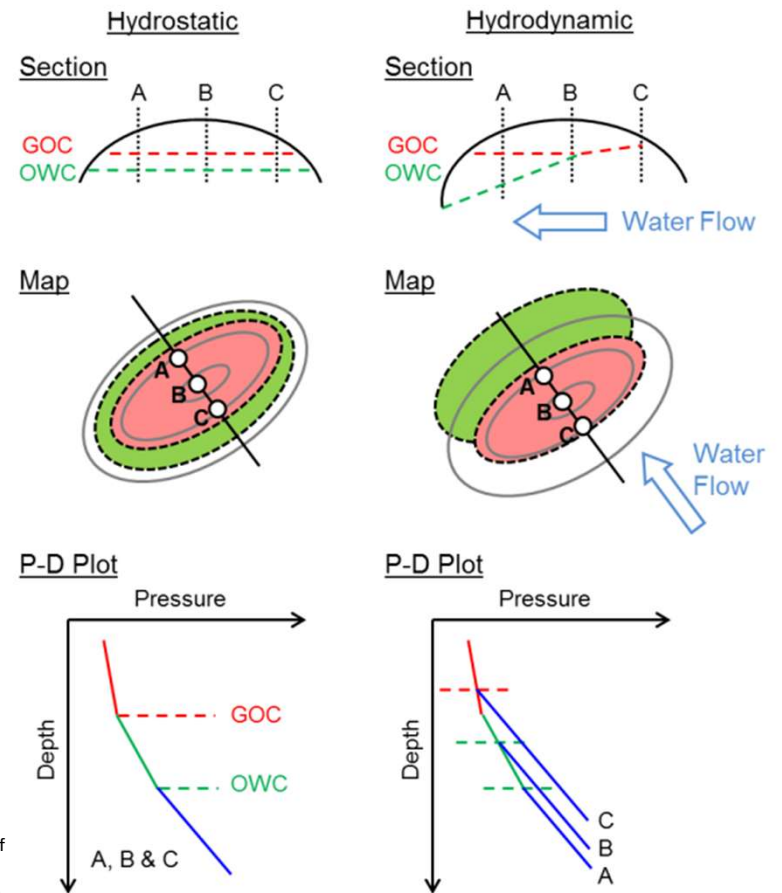 Hydrostatic
Section
A B C
GOC
OWC
Map
A
B
C
P-D Plot
Pressure
Depth
GOC
OWC
A, B & C
f
Hydrodynamic
Section
A B C
GOC
OWC
Water Flow
Map
A
B
C
Water
Flow
P-D Plot
Pressure
Depth
C
B
A